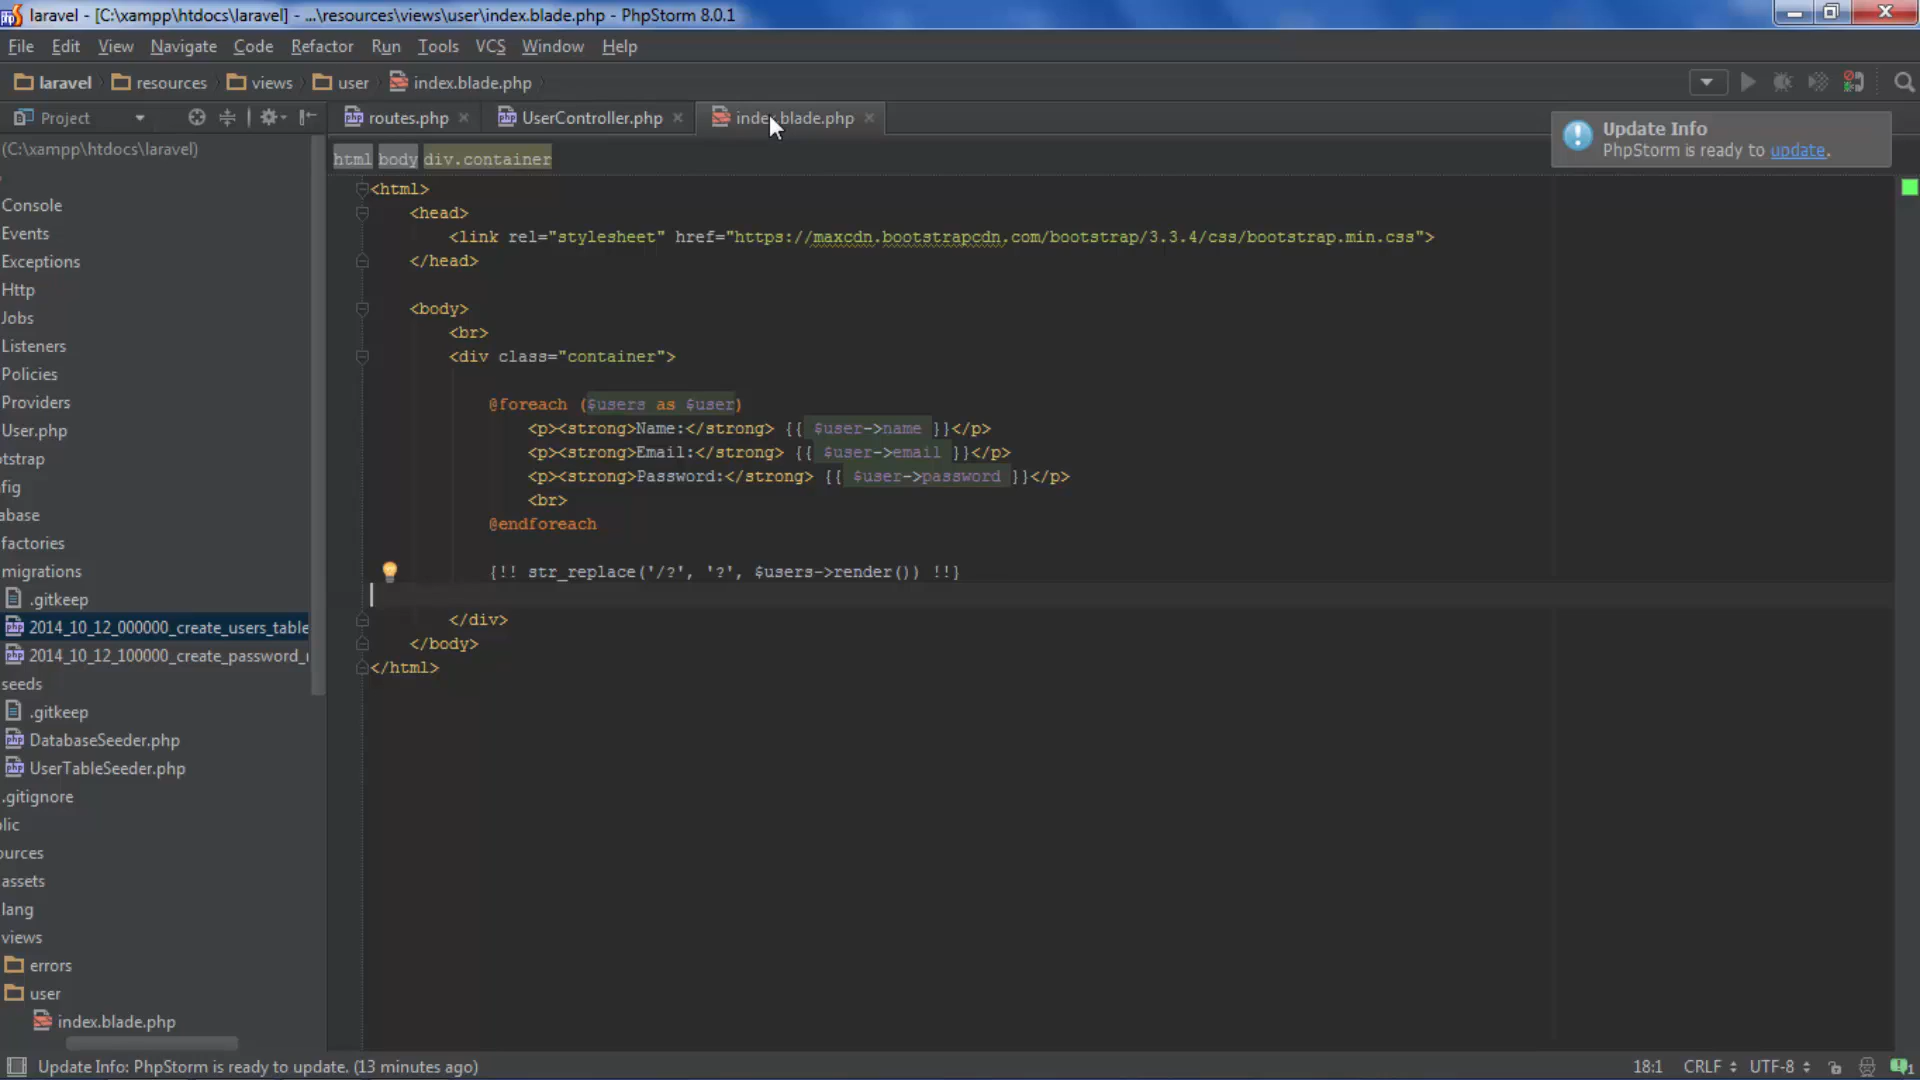 laravel - [C:\xampp\htdocs\laravel] - ...\resources\views\user\index.blade.php - PhpStorm 8.0.1
File Edit View Navigate Code Refactor Run Tools VCS Window Help
laravel resources views user index.blade.php
Project routes.php UserController.php index.blade.php
Update Info
PhpStorm is ready to update.
(C:\xampp\htdocs\laravel)
Console
Events
Exceptions
Http
Jobs
Listeners
Policies
Providers
User.php
otstrap
fig
abase
factories
migrations
.gitkeep
2014_10_12_000000_create_users_table
2014_10_12_100000_create_password_
seeds
.gitkeep
DatabaseSeeder.php
UserTableSeeder.php
.gitignore
lic
ources
assets
lang
views
errors
user
index.blade.php
html body div.container
<html>
<head>
<link rel="stylesheet" href="https://maxcdn.bootstrapcdn.com/bootstrap/3.3.4/css/bootstrap.min.css">
</head>
<body>
<br>
<div class="container">
@foreach ($users as $user)
<p><strong>Name:</strong> {{ $user->name }}</p>
<p><strong>Email:</strong> {{ $user->email }}</p>
<p><strong>Password:</strong> {{ $user->password }}</p>
<br>
@endforeach
{!! str_replace('/?', '?', $users->render()) !!}
</div>
</body>
</html>
Update Info: PhpStorm is ready to update. (13 minutes ago) 18:1 CRLF UTF-8 1